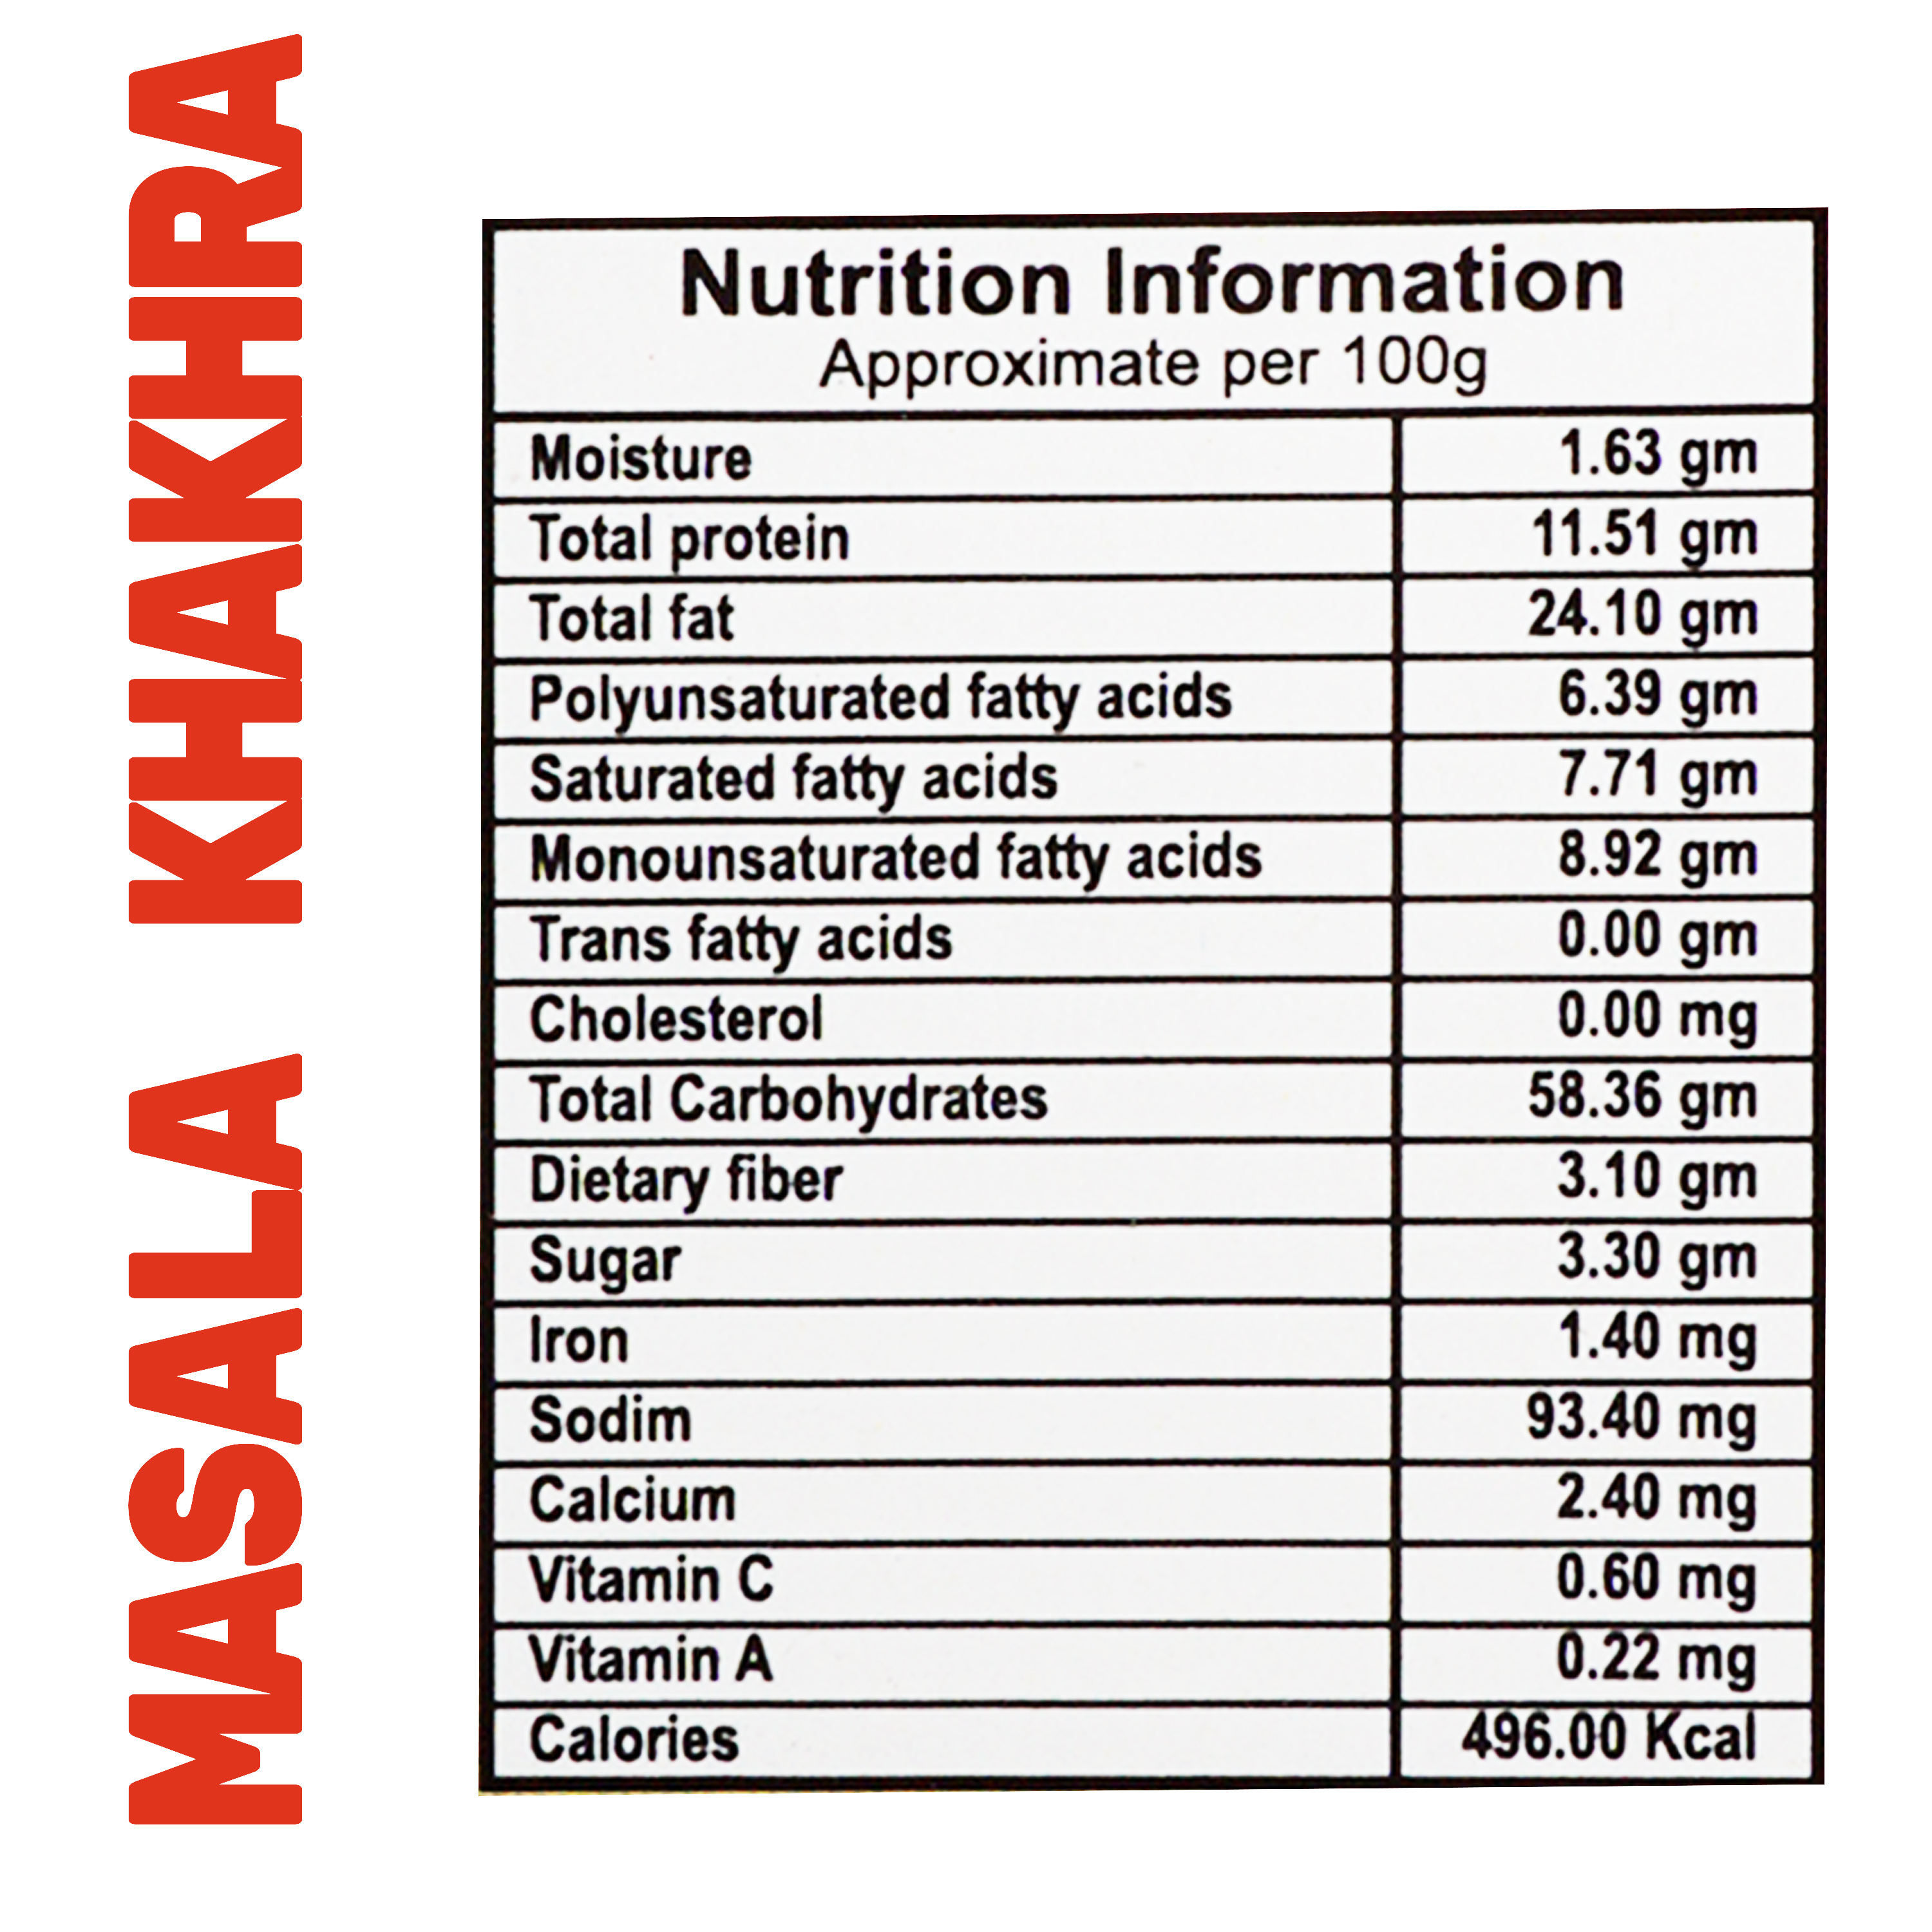 MASALA KHAKHRA
Nutrition Information
Approximate per 100g
Moisture 1.63 gm
Total protein 11.51 gm
Total fat 24.10 gm
Polyunsaturated fatty acids 6.39 gm
Saturated fatty acids 7.71 gm
Monounsaturated fatty acids 8.92 gm
Trans fatty acids 0.00 gm
Cholesterol 0.00 mg
Total Carbohydrates 58.36 gm
Dietary fiber 3.10 gm
Sugar 3.30 gm
Iron 1.40 mg
Sodim 93.40 mg
Calcium 2.40 mg
Vitamin C 0.60 mg
Vitamin A 0.22 mg
Calories 496.00 Kcal